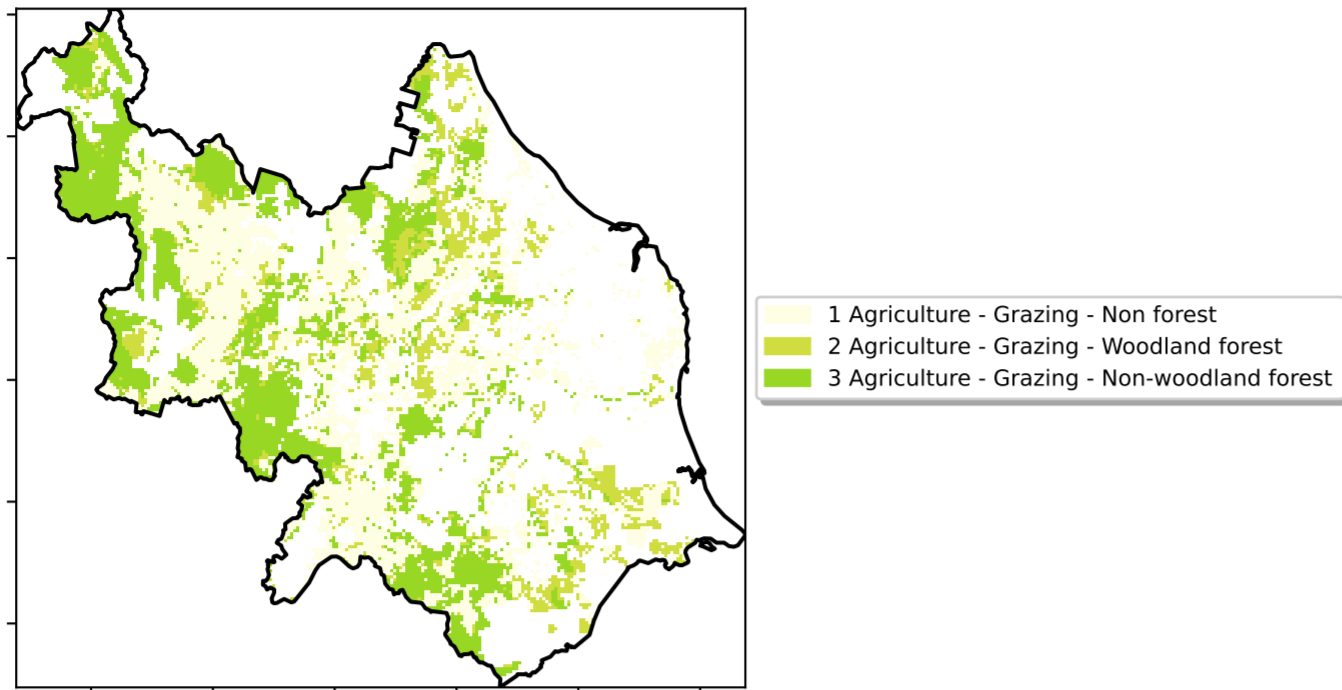 1 Agriculture - Grazing - Non forest
2 Agriculture - Grazing - Woodland forest
3 Agriculture - Grazing - Non-woodland forest